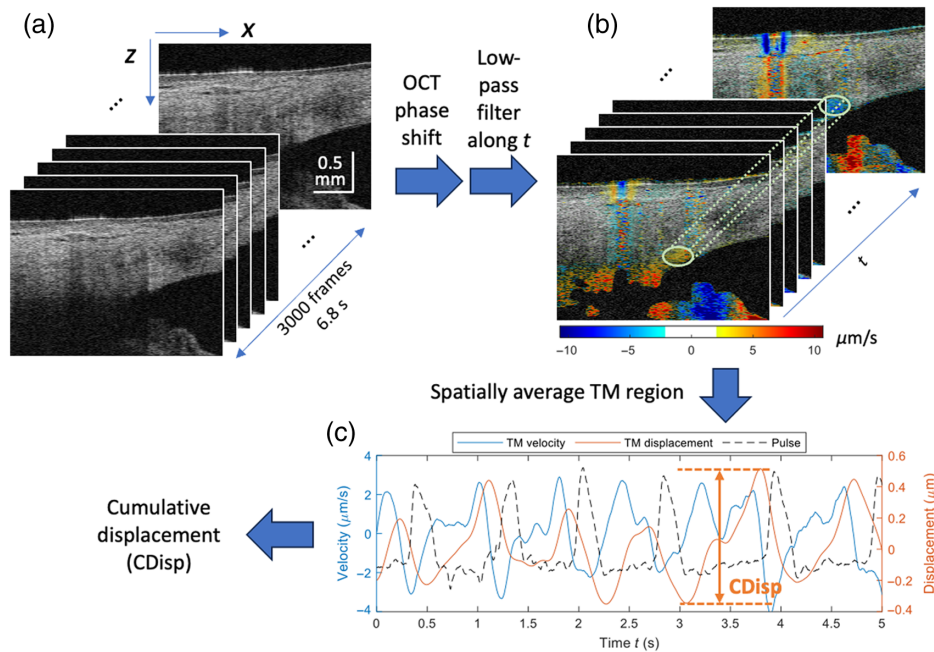 (a)
X
Z
...
0.5
mm
...
3000 frames
6.8 s
OCT
phase
shift
Low-
pass
filter
along t
(b)
...
...
t
-10
-5
0
5
10
μm/s
Spatially average TM region
(c)
TM velocity
TM displacement
Pulse
Velocity (μm/s)
4
2
0
-2
-4
Displacement (μm)
0.6
0.4
0.2
0
-0.2
-0.4
CDisp
0
0.5
1
1.5
2
2.5
3
3.5
4
4.5
5
Time t (s)
Cumulative
displacement
(CDisp)